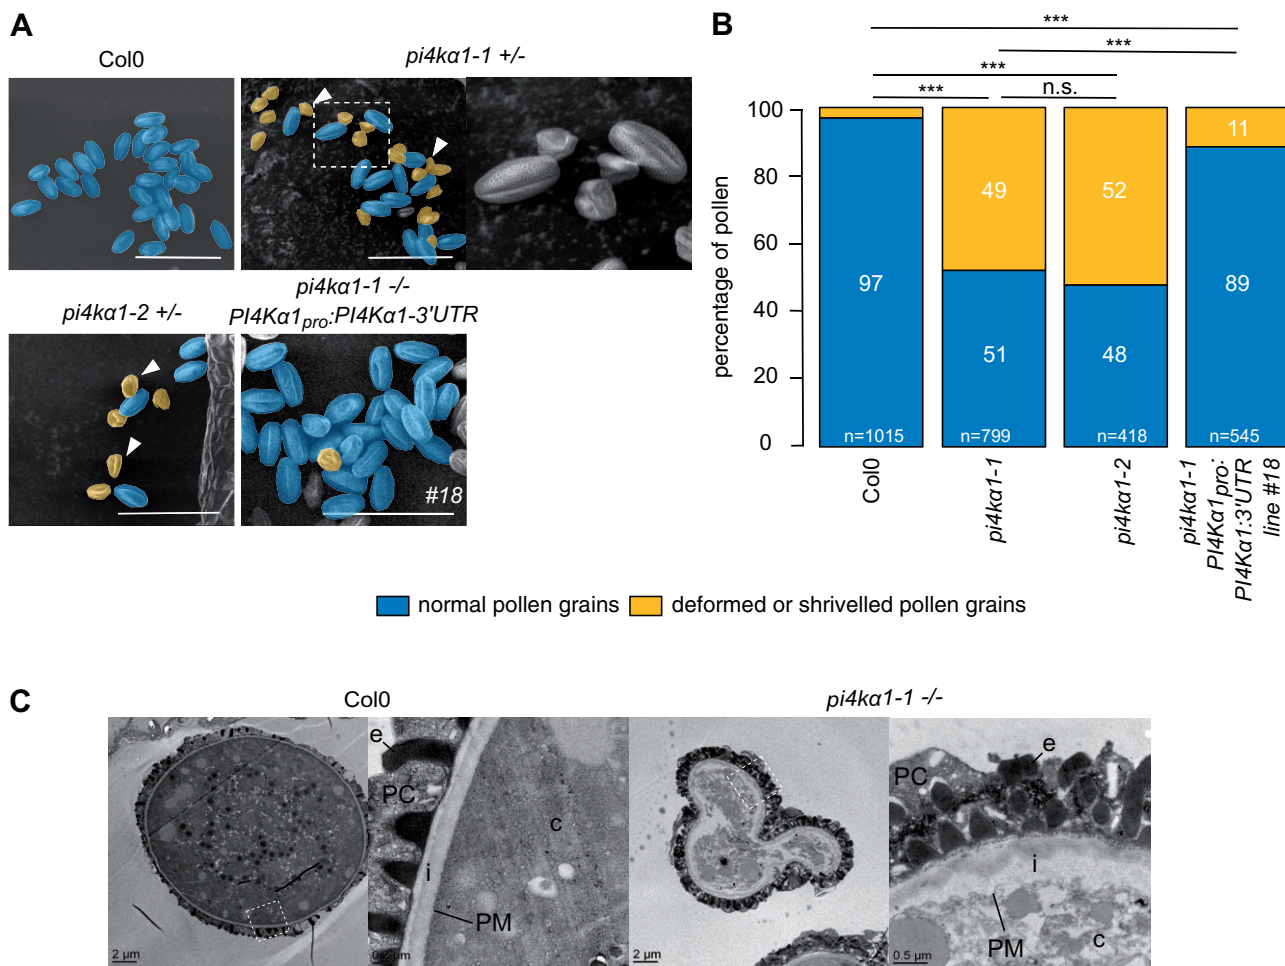 A
Col0
pi4kα1-1 +/-
pi4kα1-2 +/-
pi4kα1-1 -/-
PI4Kα1pro:PI4Kα1-3'UTR
#18
B
***
***
***
***
n.s.
percentage of pollen
100
80
60
40
20
0
97
49
51
52
48
11
89
n=1015
n=799
n=418
n=545
Col0
pi4kα1-1
pi4kα1-2
pi4kα1-1
PI4Kα1pro:
PI4Kα1:3'UTR
line #18
normal pollen grains
deformed or shrivelled pollen grains
C
Col0
pi4kα1-1 -/-
2 µm
e
PC
c
i
PM
2 µm
e
PC
i
PM
c
0.5 µm